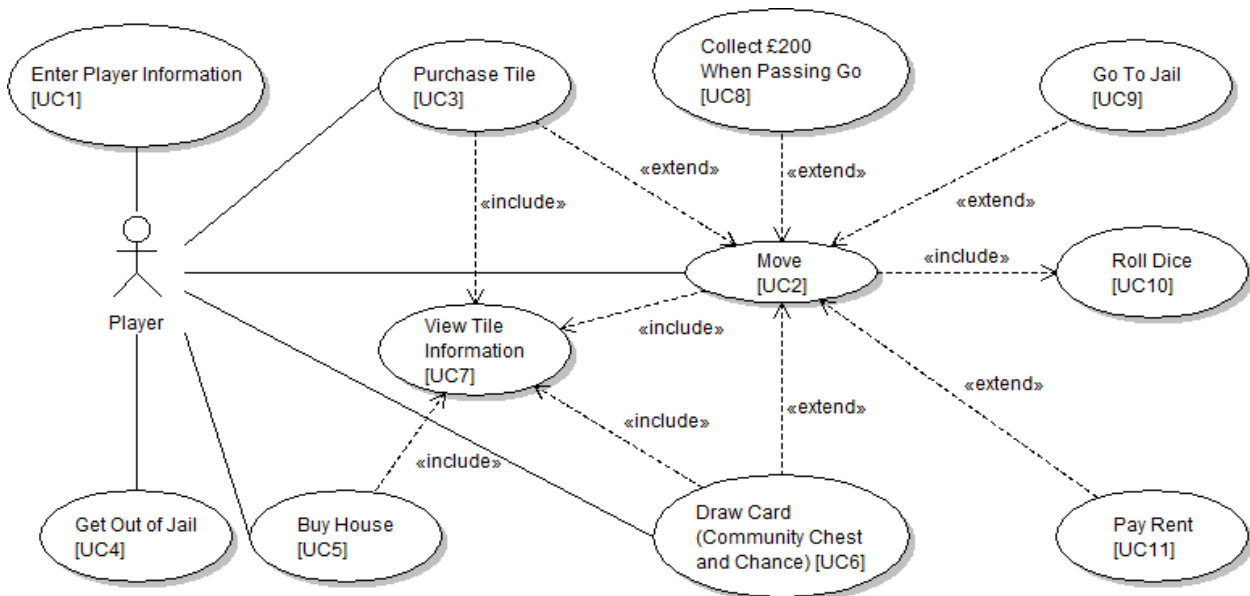 Enter Player Information
[UC1]
Purchase Tile
[UC3]
Collect £200
When Passing Go
[UC8]
Go To Jail
[UC9]
«include»
«extend»
«extend»
«extend»
Player
Move
[UC2]
«include»
Roll Dice
[UC10]
View Tile
Information
[UC7]
«include»
«include»
«include»
«extend»
«extend»
Get Out of Jail
[UC4]
Buy House
[UC5]
Draw Card
(Community Chest
and Chance) [UC6]
Pay Rent
[UC11]